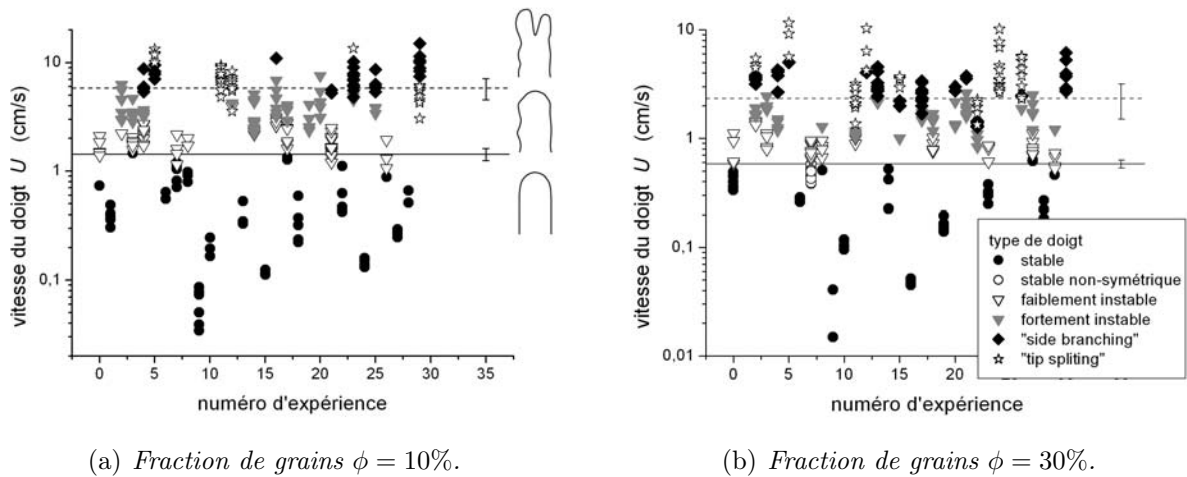 10
1
0,1
vitesse du doigt U (cm/s)
0 5 10 15 20 25 30 35
numéro d'expérience
(a) Fraction de grains ϕ = 10%.
10
1
0,1
0,01
vitesse du doigt U (cm/s)
0 5 10 15 20
numéro d'expérience
type de doigt
stable
stable non-symétrique
faiblement instable
fortement instable
"side branching"
"tip spliting"
(b) Fraction de grains ϕ = 30%.